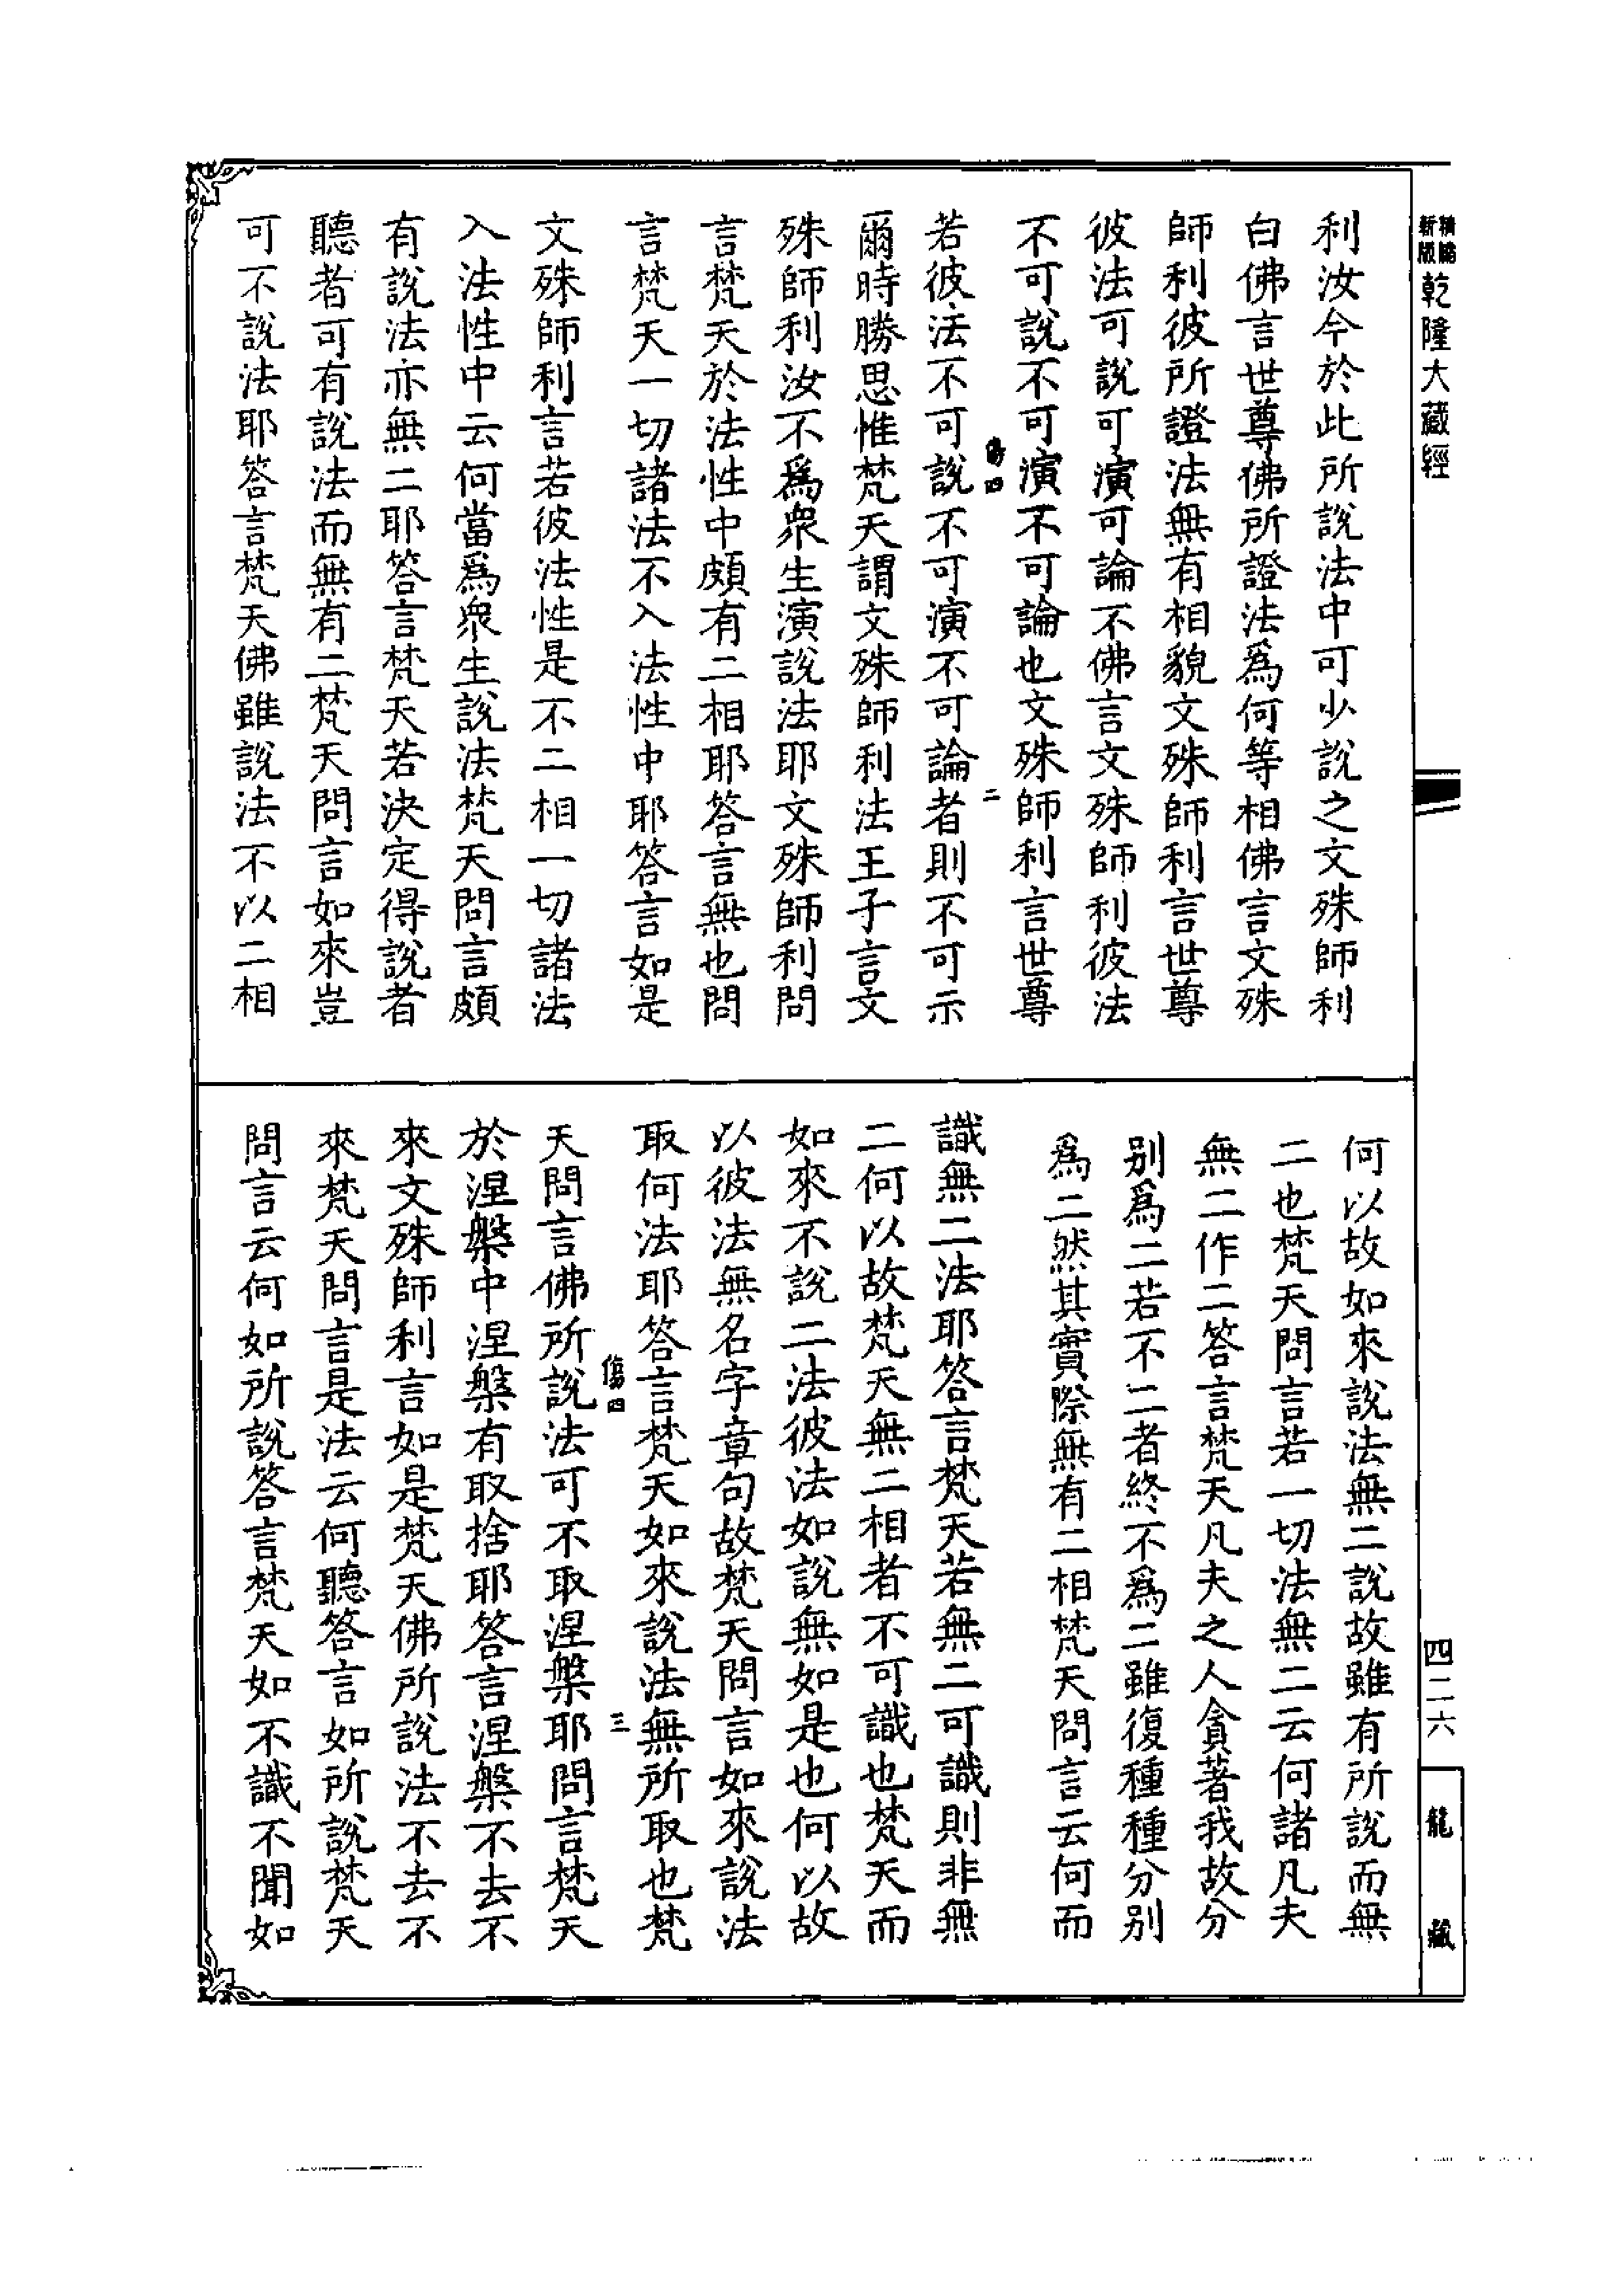 精縮
新版
乾隆大藏經
利汝今於此所說法中可少說之文殊師利
白佛言世尊佛所證法爲何等相佛言文殊
師利彼所證法無有相貌文殊師利言世尊
彼法可說可演可論不佛言文殊師利彼法
不可說不可演不可論也文殊師利言世尊
傷四
二
若彼法不可說不可演不可論者則不可示
爾時勝思惟梵天謂文殊師利法王子言文
殊師利汝不爲衆生演說法耶文殊師利問
言梵天於法性中頗有二相耶答言無也問
言梵天一切諸法不入法性中耶答言如是
文殊師利言若彼法性是不二相一切諸法
入法性中云何當爲衆生說法梵天問言頗
有說法亦無二耶答言梵天若決定得說者
聽者可有說法而無有二梵天問言如來豈
可不說法耶答言梵天佛雖說法不以二相
何以故如來說法無二說故雖有所說而無
二也梵天問言若一切法無二云何諸凡夫
無二作二答言梵天凡夫之人貪著我故分
別爲二若不二者終不爲二雖復種種分別
爲二然其實際無有二相梵天問言云何而
識無二法耶答言梵天若無二可識則非無
二何以故梵天無二相者不可識也梵天而
如來不說二法彼法如說無如是也何以故
以彼法無名字章句故梵天問言如來說法
取何法耶答言梵天如來說法無所取也梵
傷四
三
天問言佛所說法可不取涅槃耶問言梵天
於涅槃中涅槃有取捨耶答言涅槃不去不
來文殊師利言如是梵天佛所說法不去不
來梵天問言是法云何聽答言如所說梵天
問言云何如所說答言梵天如不識不聞如
四二六
龍藏